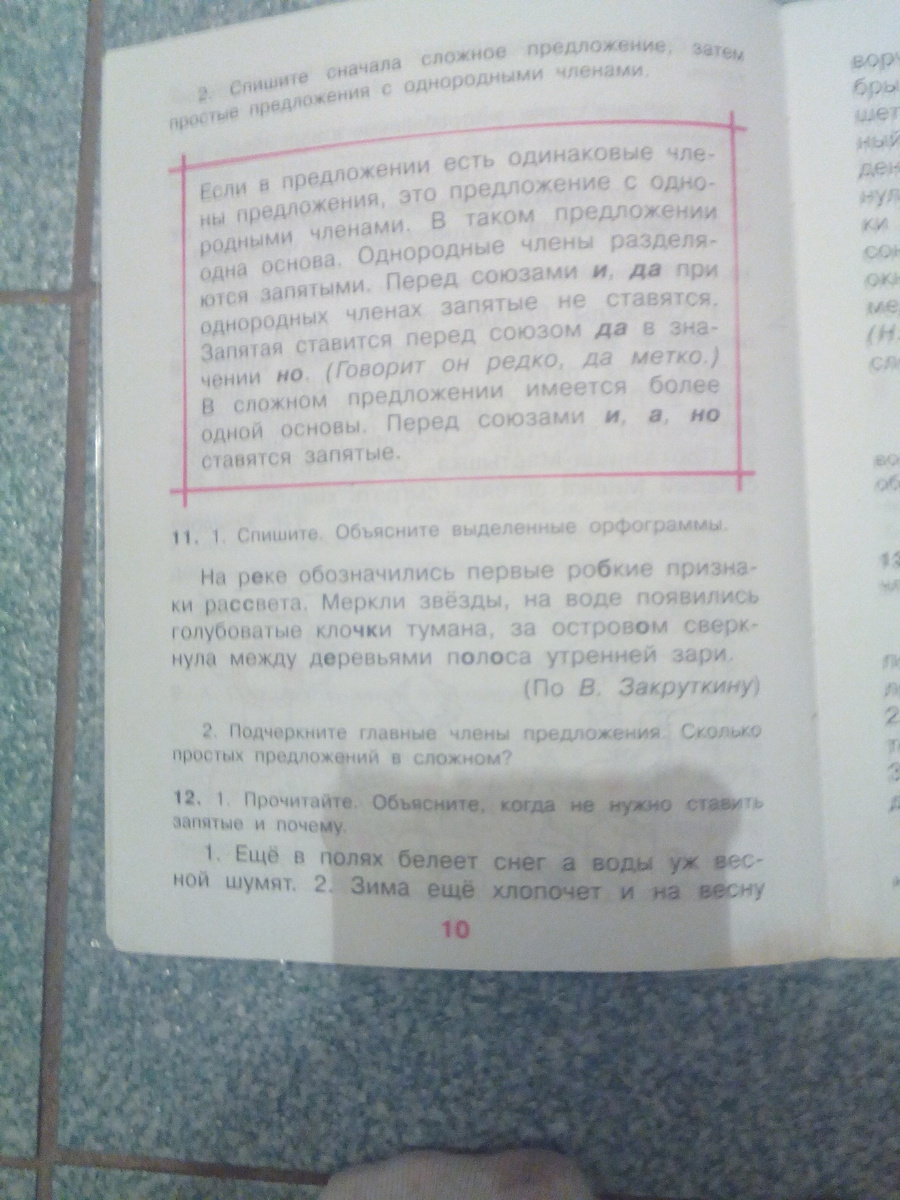 2. Спишите сначала сложное предложение, затем
простые предложения с однородными членами.
Если в предложении есть одинаковые чле-
ны предложения, это предложение с одно-
родными членами. В таком предложении
одна основа. Однородные члены разделя-
ются запятыми. Перед союзами и, да при
однородных членах запятые не ставятся.
Запятая ставится перед союзом да в зна-
чении но. (Говорит он редко, да метко.)
В сложном предложении имеется более
одной основы. Перед союзами и, а, но
ставятся запятые.
11. 1. Спишите. Объясните выделенные орфограммы.
На реке обозначились первые робкие призна-
ки рассвета. Меркли звёзды, на воде появились
голубоватые клочки тумана, за островом сверк-
нула между деревьями полоса утренней зари.
(По В. Закруткину)
2. Подчеркните главные члены предложения. Сколько
простых предложений в сложном?
12. 1. Прочитайте. Объясните, когда не нужно ставить
запятые и почему.
1. Ещё в полях белеет снег а воды уж вес-
ной шумят. 2. Зима ещё хлопочет и на весну
10